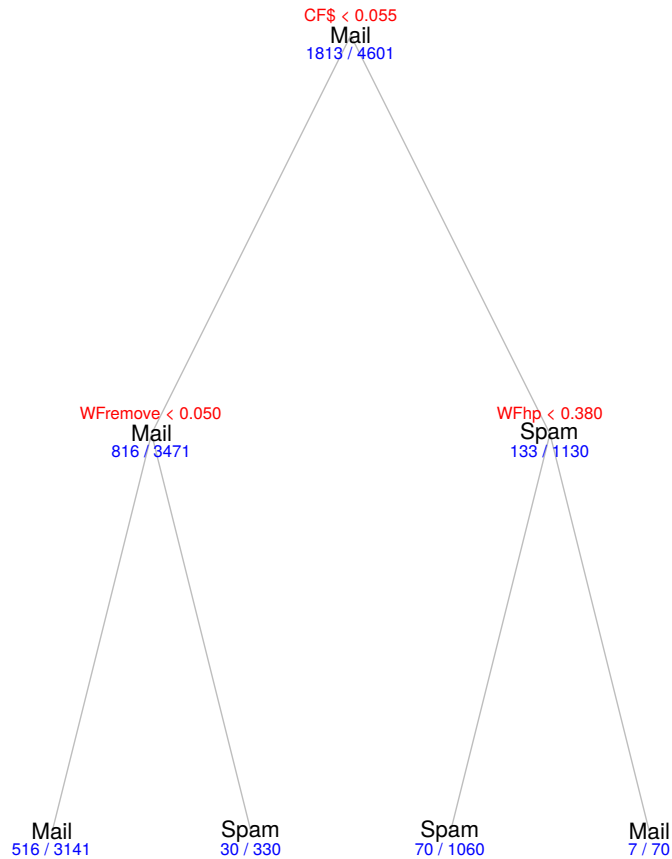 CF$ < 0.055
Mail
1813 / 4601
WFremove < 0.050
Mail
816 / 3471
WFhp < 0.380
Spam
133 / 1130
Mail
516 / 3141
Spam
30 / 330
Spam
70 / 1060
Mail
7 / 70